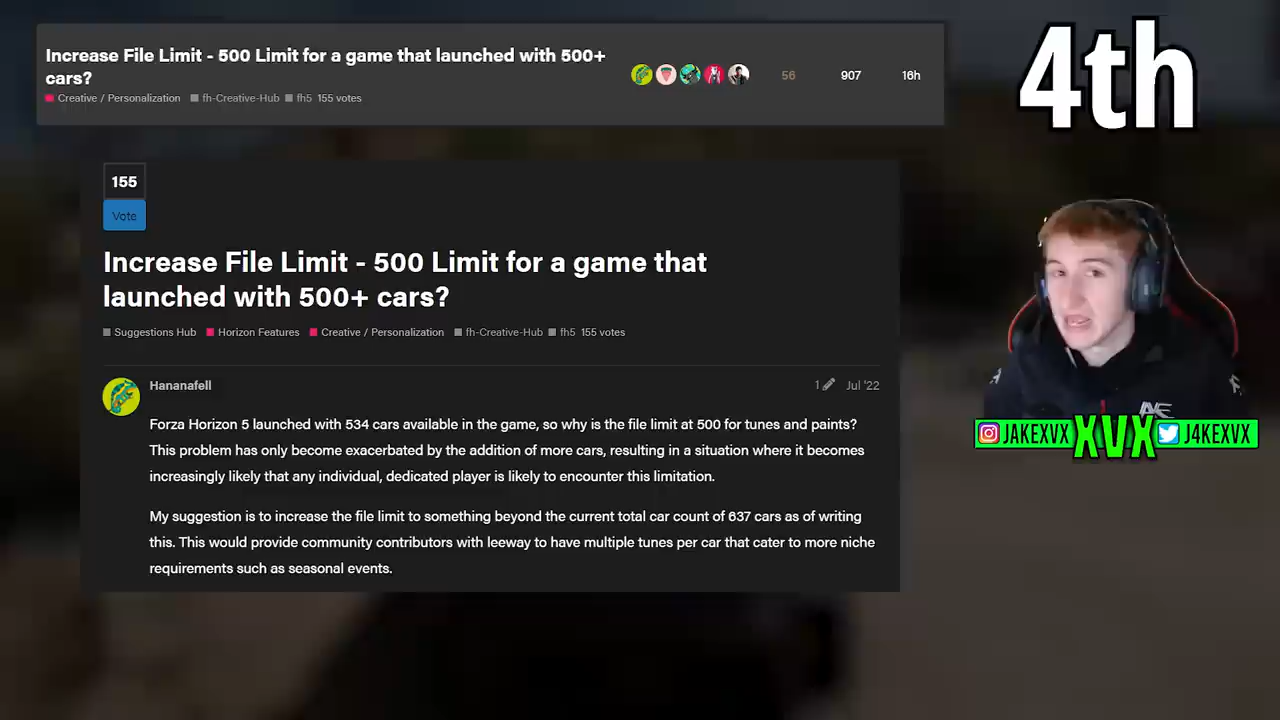 Increase File Limit - 500 Limit for a game that launched with 500+
cars?
Creative / Personalization fh-Creative-Hub fh5 155 votes
56 907 16h
4th
155
Vote
Increase File Limit - 500 Limit for a game that
launched with 500+ cars?
Suggestions Hub Horizon Features Creative / Personalization fh-Creative-Hub fh5 155 votes
Hananafell 1 Jul '22
Forza Horizon 5 launched with 534 cars available in the game, so why is the file limit at 500 for tunes and paints?
This problem has only become exacerbated by the addition of more cars, resulting in a situation where it becomes
increasingly likely that any individual, dedicated player is likely to encounter this limitation.
My suggestion is to increase the file limit to something beyond the current total car count of 637 cars as of writing
this. This would provide community contributors with leeway to have multiple tunes per car that cater to more niche
requirements such as seasonal events.
JAKEXVX XVX J4KEXVX